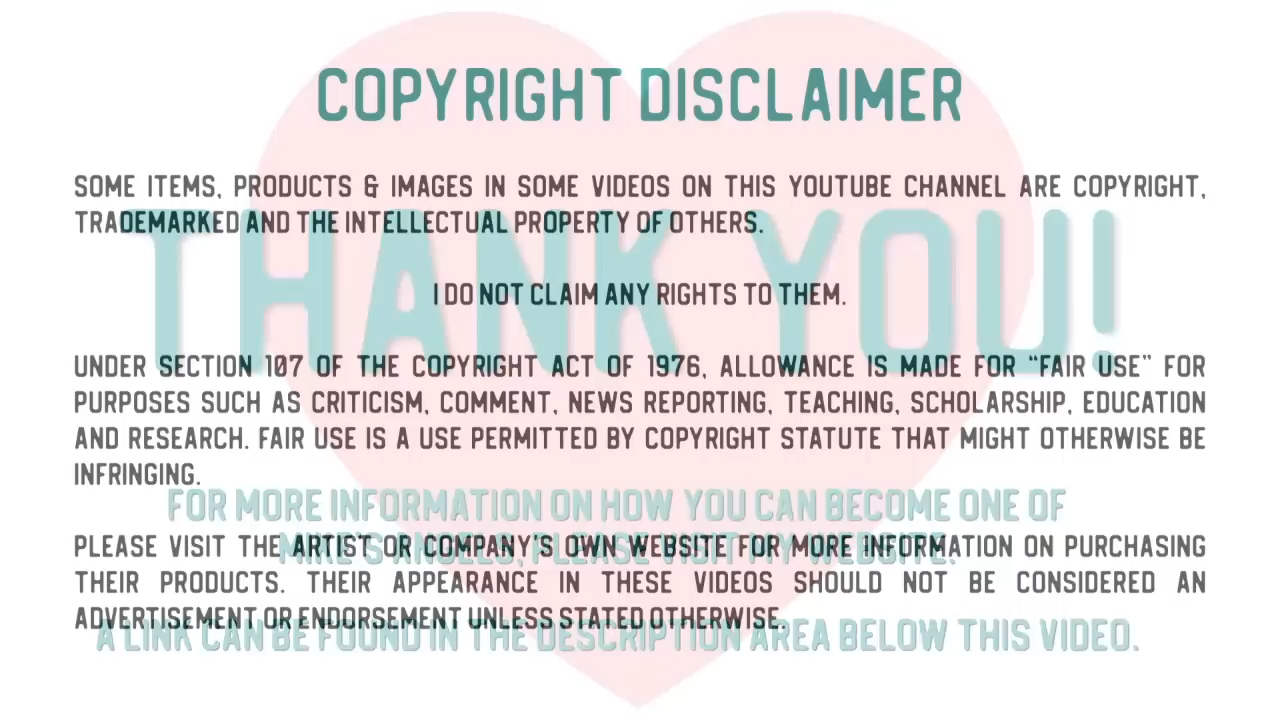 COPYRIGHT DISCLAIMER
SOME ITEMS, PRODUCTS & IMAGES IN SOME VIDEOS ON THIS YOUTUBE CHANNEL ARE COPYRIGHT,
TRADEMARKED AND THE INTELLECTUAL PROPERTY OF OTHERS.
THANK YOU!
I DO NOT CLAIM ANY RIGHTS TO THEM.
UNDER SECTION 107 OF THE COPYRIGHT ACT OF 1976, ALLOWANCE IS MADE FOR “FAIR USE” FOR
PURPOSES SUCH AS CRITICISM, COMMENT, NEWS REPORTING, TEACHING, SCHOLARSHIP, EDUCATION
AND RESEARCH. FAIR USE IS A USE PERMITTED BY COPYRIGHT STATUTE THAT MIGHT OTHERWISE BE
INFRINGING.
FOR MORE INFORMATION ON HOW YOU CAN BECOME ONE OF
MIKE'S ANGELS, PLEASE VISIT MY WEBSITE.
PLEASE VISIT THE ARTIST OR COMPANY'S OWN WEBSITE FOR MORE INFORMATION ON PURCHASING
THEIR PRODUCTS. THEIR APPEARANCE IN THESE VIDEOS SHOULD NOT BE CONSIDERED AN
ADVERTISEMENT OR ENDORSEMENT UNLESS STATED OTHERWISE.
A LINK CAN BE FOUND IN THE DESCRIPTION AREA BELOW THIS VIDEO.